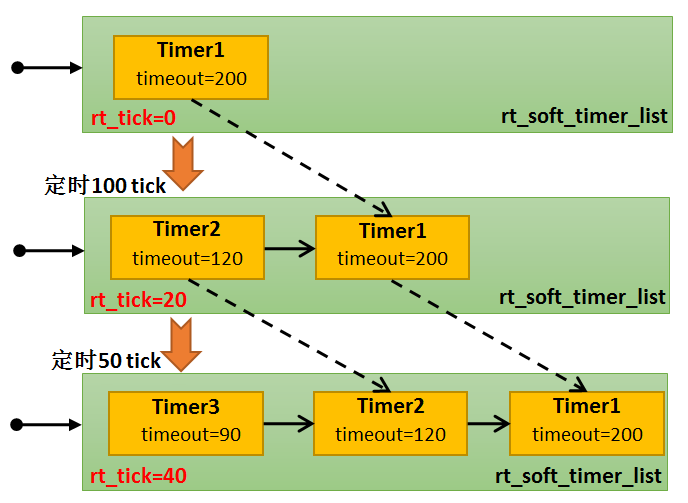 Timer1
timeout=200
rt_tick=0
rt_soft_timer_list
定时100 tick
Timer2
timeout=120
Timer1
timeout=200
rt_tick=20
rt_soft_timer_list
定时50 tick
Timer3
timeout=90
Timer2
timeout=120
Timer1
timeout=200
rt_tick=40
rt_soft_timer_list